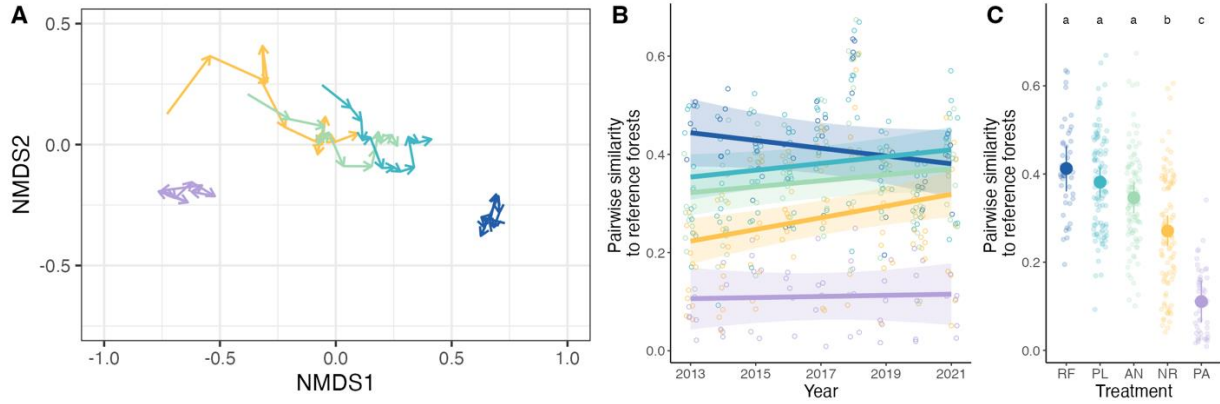 A
0.5
0.0
-0.5
NMDS2
-1.0 -0.5 0.0 0.5 1.0
NMDS1
B
Pairwise similarity
to reference forests
0.6
0.4
0.2
0.0
2013 2015 2017 2019 2021
Year
C
a a a b c
Pairwise similarity
to reference forests
0.6
0.4
0.2
0.0
RF PL AN NR PA
Treatment